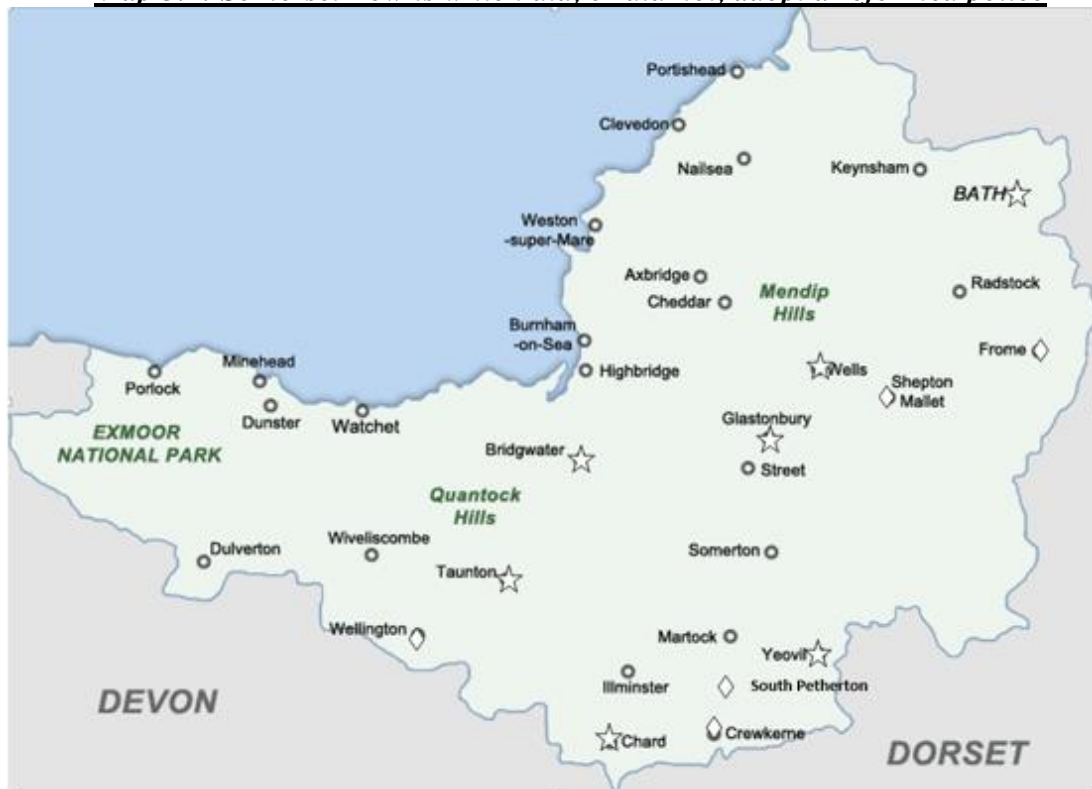 Portishead
Clevedon
Nailsea
Keynsham
BATH
Weston
-super-Mare
Axbridge
Cheddar
Mendip
Hills
Radstock
Burnham
-on-Sea
Frome
Highbridge
Wells
Shepton
Mallet
Minehead
Porlock
Dunster
Watchet
Glastonbury
EXMOOR
NATIONAL PARK
Bridgwater
Street
Quantock
Hills
Dulverton
Wiveliscombe
Taunton
Somerton
Wellington
Martock
Yeovil
Illminster
South Petherton
DEVON
Crewkerne
Chard
DORSET